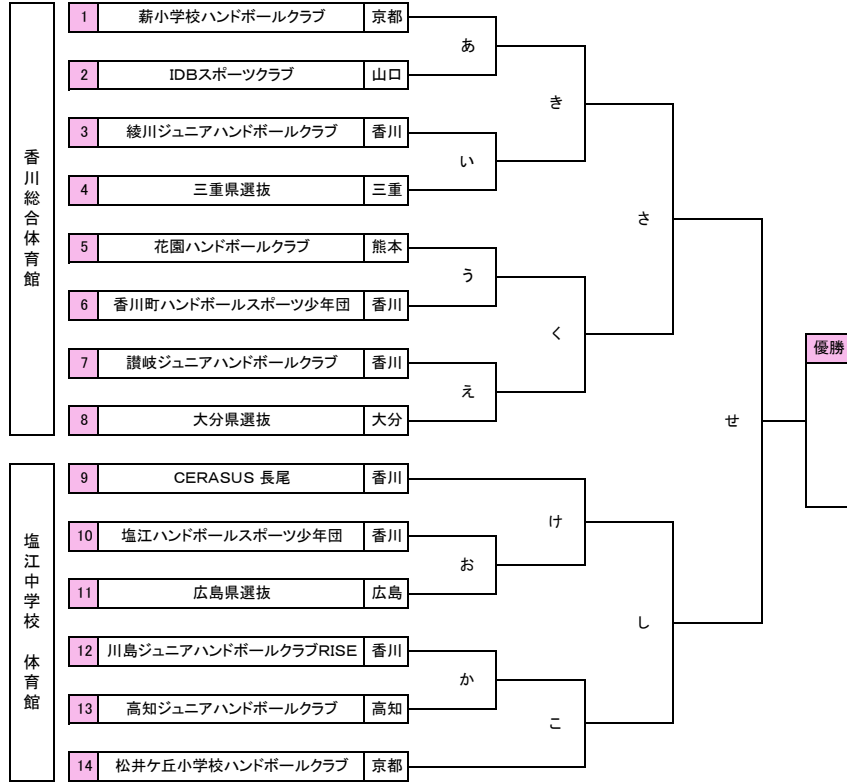 香川総合体育館
1 薪小学校ハンドボールクラブ 京都
2 IDBスポーツクラブ 山口
3 綾川ジュニアハンドボールクラブ 香川
4 三重県選抜 三重
5 花園ハンドボールクラブ 熊本
6 香川町ハンドボールスポーツ少年団 香川
7 讃岐ジュニアハンドボールクラブ 香川
8 大分県選抜 大分
塩江中学校 体育館
9 CERASUS 長尾 香川
10 塩江ハンドボールスポーツ少年団 香川
11 広島県選抜 広島
12 川島ジュニアハンドボールクラブRISE 香川
13 高知ジュニアハンドボールクラブ 高知
14 松井ケ丘小学校ハンドボールクラブ 京都
あ
い
う
え
お
か
き
く
け
こ
さ
し
せ
優勝